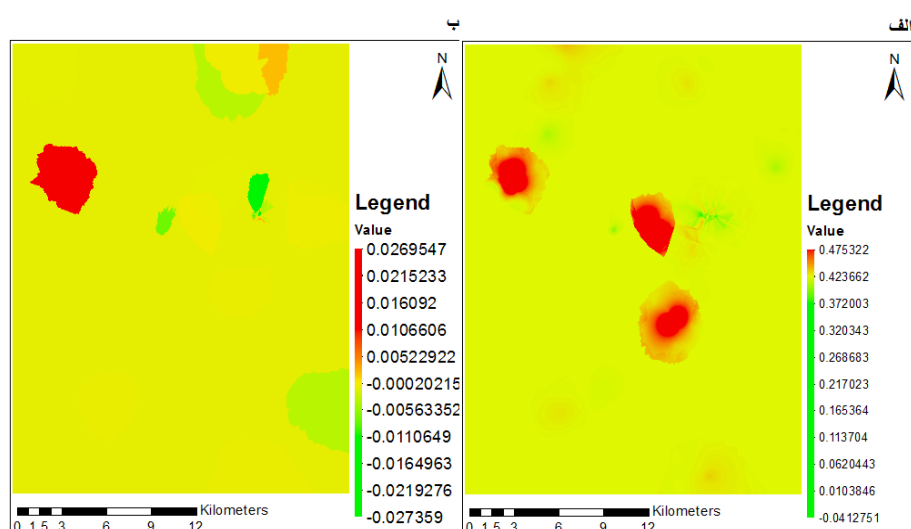 ب
N
Legend
Value
0.0269547
0.0215233
0.016092
0.0106606
0.00522922
-0.00020215
-0.00563352
-0.0110649
-0.0164963
-0.0219276
-0.027359
Kilometers
0 1.5 3 6 9 12
الف
N
Legend
Value
0.475322
0.423662
0.372003
0.320343
0.268683
0.217023
0.165364
0.113704
0.0620443
0.0103846
-0.0412751
Kilometers
0 1.5 3 6 9 12